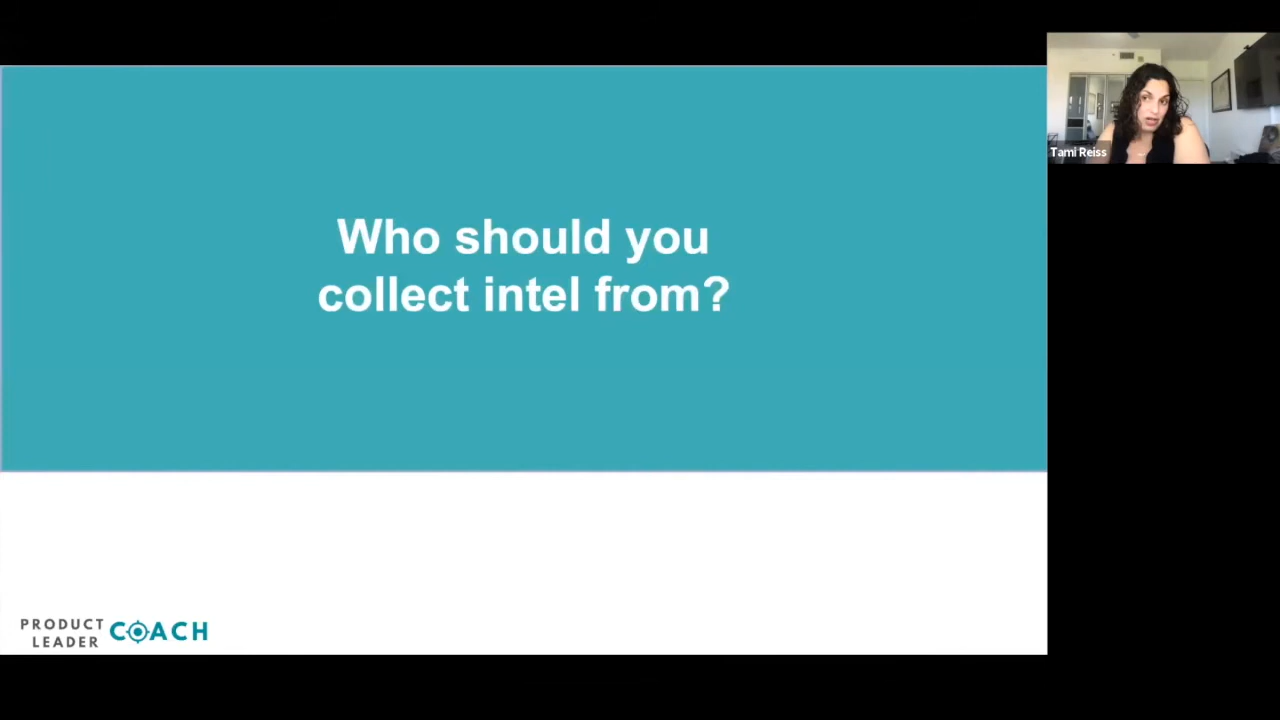 Who should you
collect intel from?
Tami Reiss
PRODUCT
LEADER
COACH